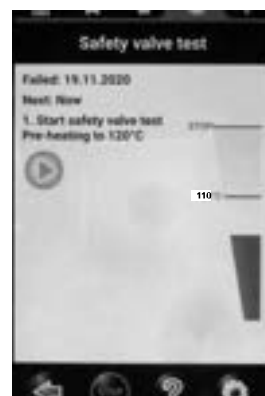 Safety valve test
Failed: 19.11.2020
Next: Now
1. Start safety valve test
Pre-heating to 120°C
110